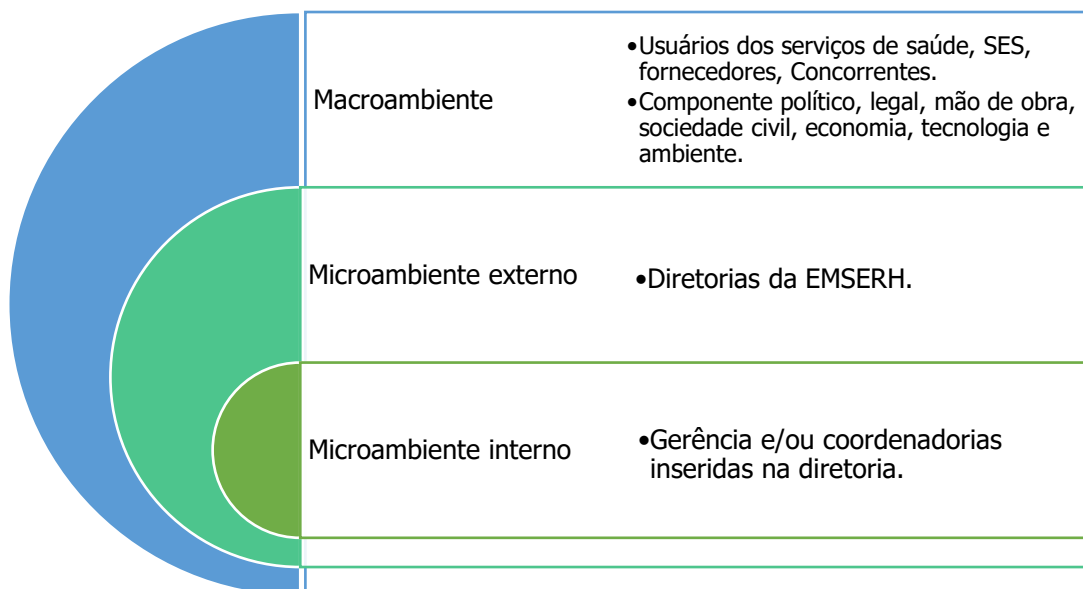 Macroambiente
•Usuários dos serviços de saúde, SES,
fornecedores, Concorrentes.
•Componente político, legal, mão de obra,
sociedade civil, economia, tecnologia e
ambiente.
Microambiente externo
•Diretorias da EMSERH.
Microambiente interno
•Gerência e/ou coordenadorias
inseridas na diretoria.